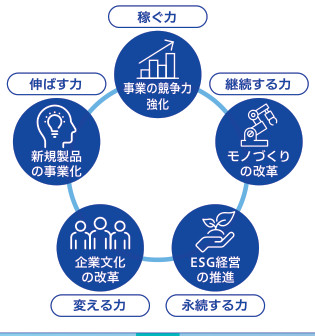 稼ぐ力
事業の競争力
強化
伸ばす力
継続する力
新規製品
の事業化
モノづくり
の改革
企業文化
の改革
ESG経営
の推進
変える力
永続する力